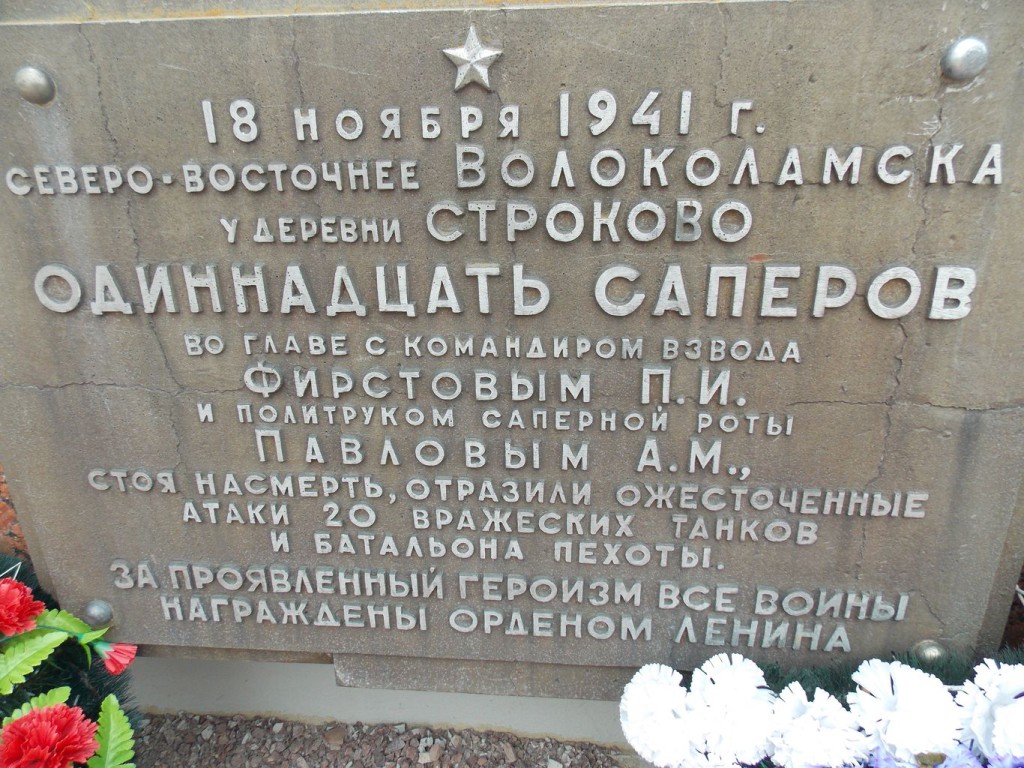 18 НОЯБРЯ 1941 Г.
СЕВЕРО-ВОСТОЧНЕЕ ВОЛОКОЛАМСКА
У ДЕРЕВНИ СТРОКОВО
ОДИННАДЦАТЬ САПЕРОВ
ВО ГЛАВЕ С КОМАНДИРОМ ВЗВОДА
ФИРСТОВЫМ П.И.
И ПОЛИТРУКОМ САПЕРНОЙ РОТЫ
ПАВЛОВЫМ А.М.,
СТОЯ НАСМЕРТЬ, ОТРАЗИЛИ ОЖЕСТОЧЕННЫЕ
АТАКИ 20 ВРАЖЕСКИХ ТАНКОВ
И БАТАЛЬОНА ПЕХОТЫ.
ЗА ПРОЯВЛЕННЫЙ ГЕРОИЗМ ВСЕ ВОИНЫ
НАГРАЖДЕНЫ ОРДЕНОМ ЛЕНИНА